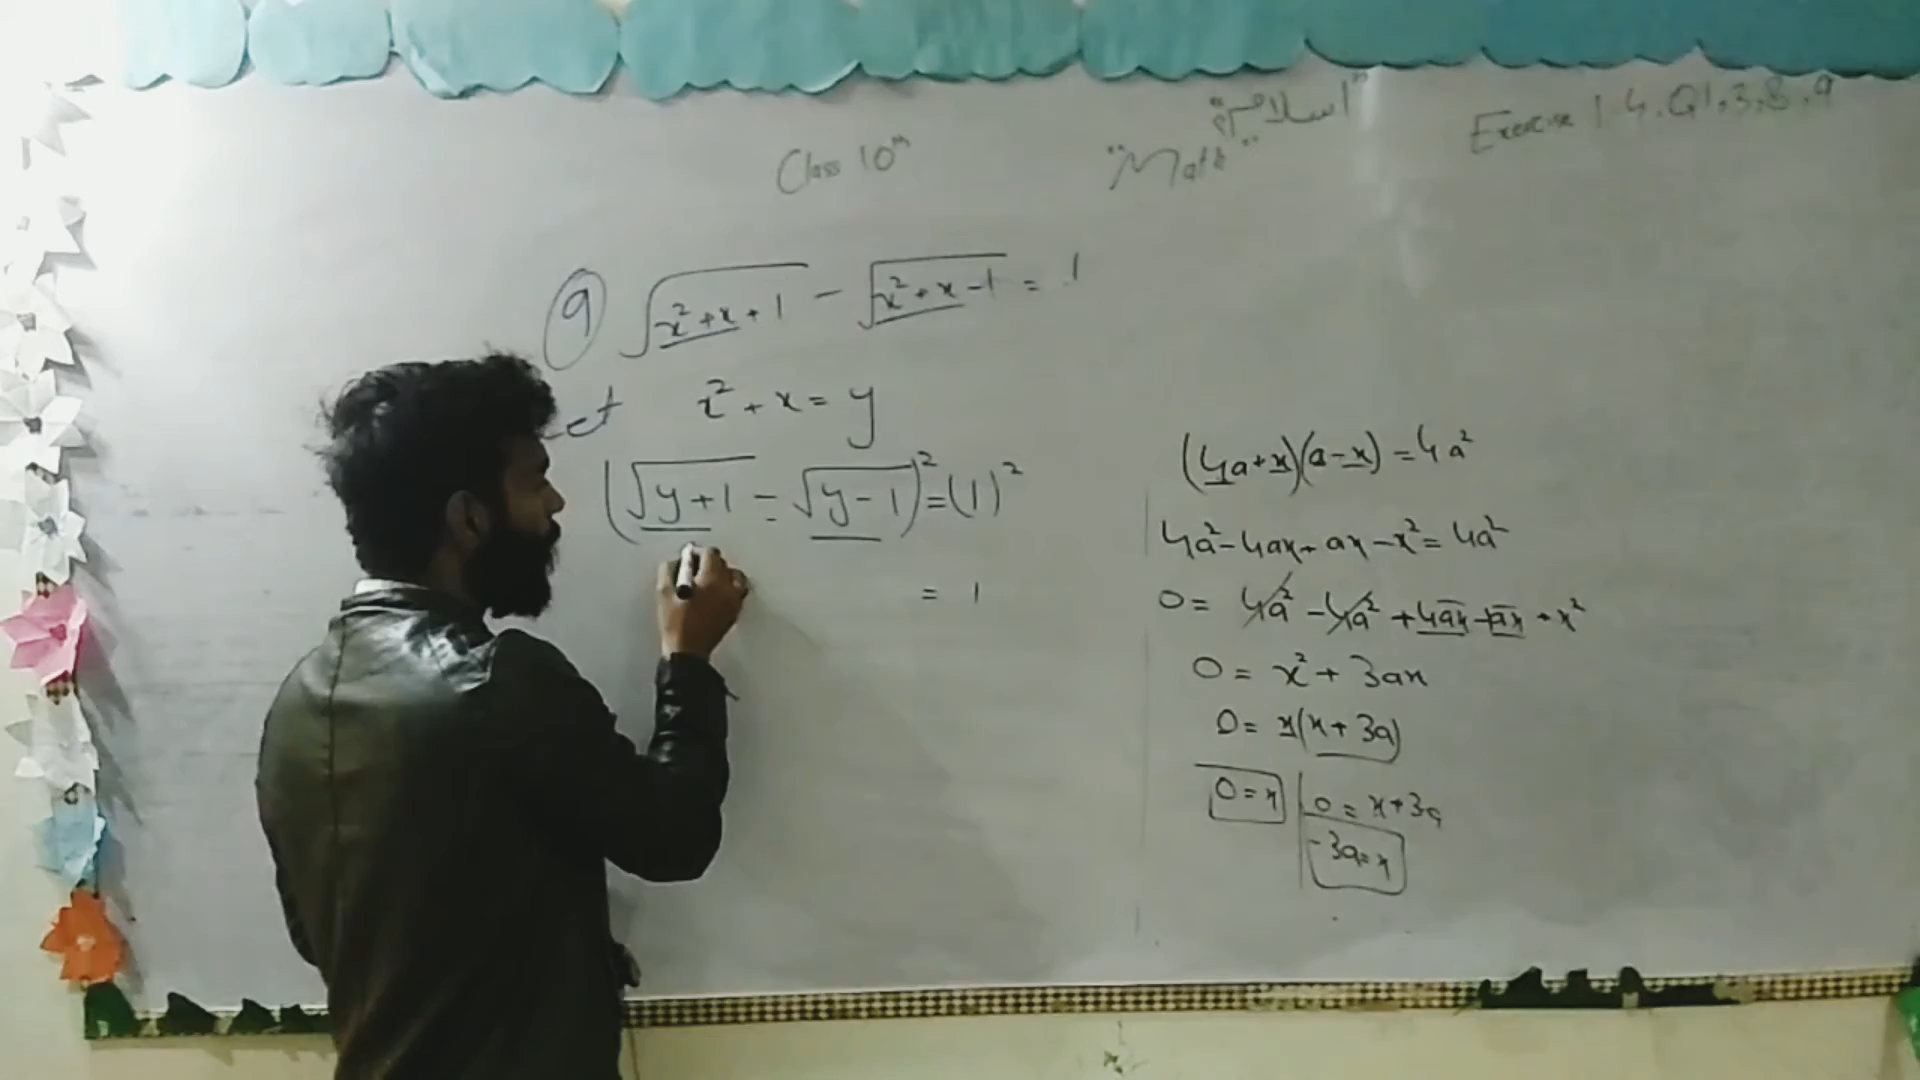 "اسلام"
Class 10th "Math" Exercise 1.4. Q1,3,8,9
9 √(x²+x+1) − √(x²+x−1) = 1
Let x² + x = y
(√(y+1) − √(y−1))² = (1)²
= 1
(4a+x)(a−x) = 4a²
4a²−4ax+ax−x² = 4a²
0 = 4a² − 4a² + 4ax − ax + x²
0 = x² + 3ax
0 = x(x + 3a)
0 = x
0 = x+3a
−3a = x